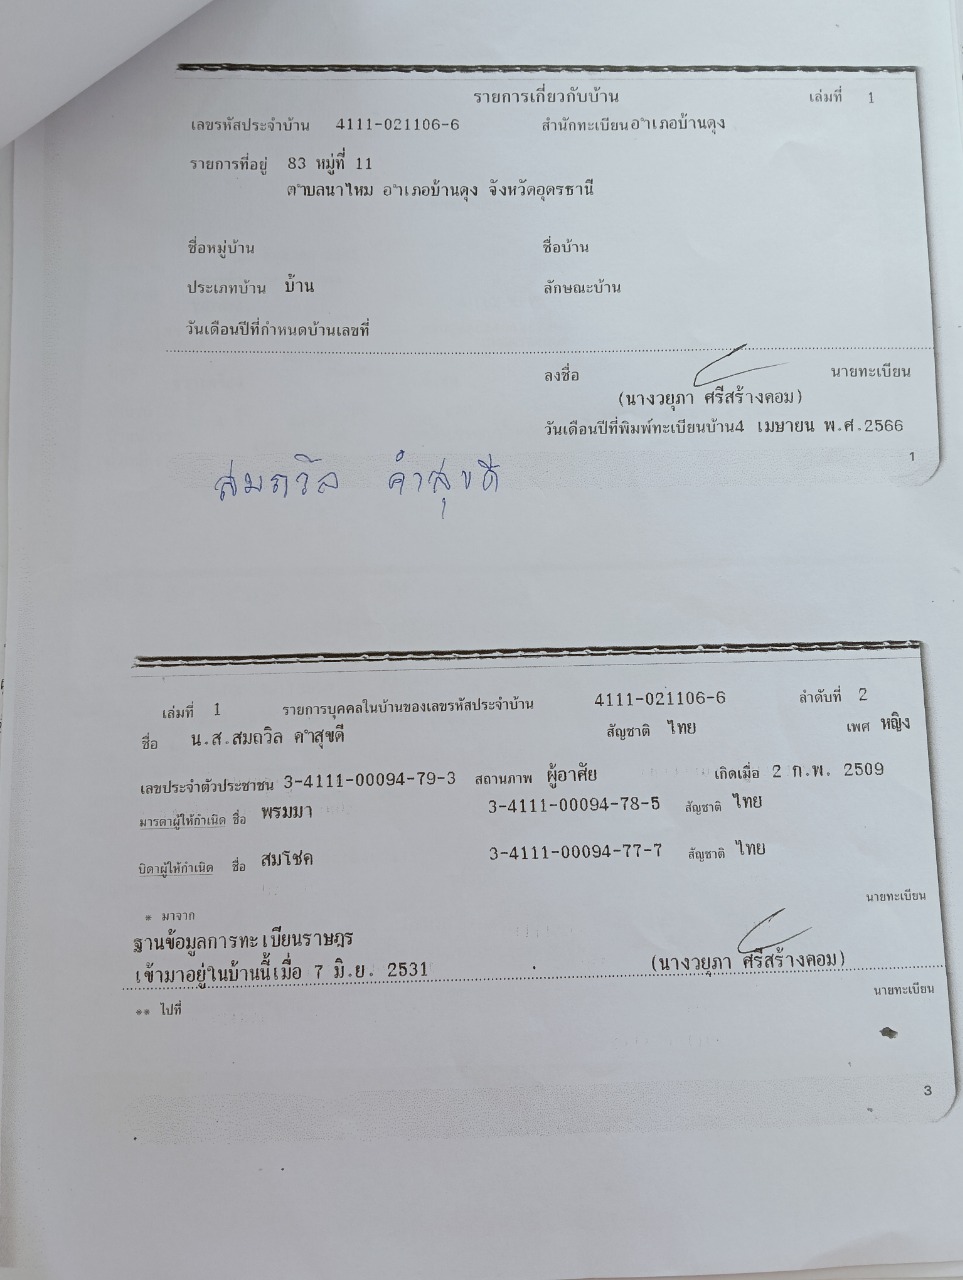 รายการเกี่ยวกับบ้าน เล่มที่ 1
เลขรหัสประจำบ้าน 4111-021106-6 สำนักทะเบียน อำเภอบ้านดุง
รายการที่อยู่ 83 หมู่ที่ 11
ตำบลนาไหม อำเภอบ้านดุง จังหวัดอุดรธานี
ชื่อหมู่บ้าน ชื่อบ้าน
ประเภทบ้าน บ้าน ลักษณะบ้าน
วันเดือนปีที่กำหนดบ้านเลขที่
ลงชื่อ นายทะเบียน
(นางวยุภา ศรีสร้างคอม)
วันเดือนปีที่พิมพ์ทะเบียนบ้าน4 เมษายน พ.ศ.2566
1
สมถวิล คำสุขดี
เล่มที่ 1 รายการบุคคลในบ้านของเลขรหัสประจำบ้าน 4111-021106-6 ลำดับที่ 2
ชื่อ น.ส.สมถวิล คำสุขดี สัญชาติ ไทย เพศ หญิง
เลขประจำตัวประชาชน 3-4111-00094-79-3 สถานภาพ ผู้อาศัย เกิดเมื่อ 2 ก.พ. 2509
มารดาผู้ให้กำเนิด ชื่อ พรมมา 3-4111-00094-78-5 สัญชาติ ไทย
บิดาผู้ให้กำเนิด ชื่อ สมโชค 3-4111-00094-77-7 สัญชาติ ไทย
นายทะเบียน
* มาจาก
ฐานข้อมูลการทะเบียนราษฎร
เข้ามาอยู่ในบ้านนี้เมื่อ 7 มิ.ย. 2531 (นางวยุภา ศรีสร้างคอม)
นายทะเบียน
** ไปที่
3